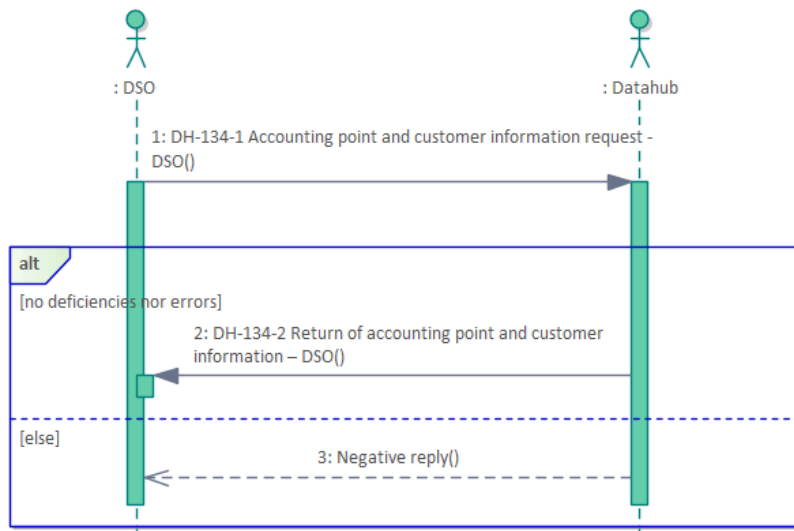 : DSO
: Datahub
1: DH-134-1 Accounting point and customer information request -
DSO()
alt
[no deficiencies nor errors]
2: DH-134-2 Return of accounting point and customer
information – DSO()
[else]
3: Negative reply()